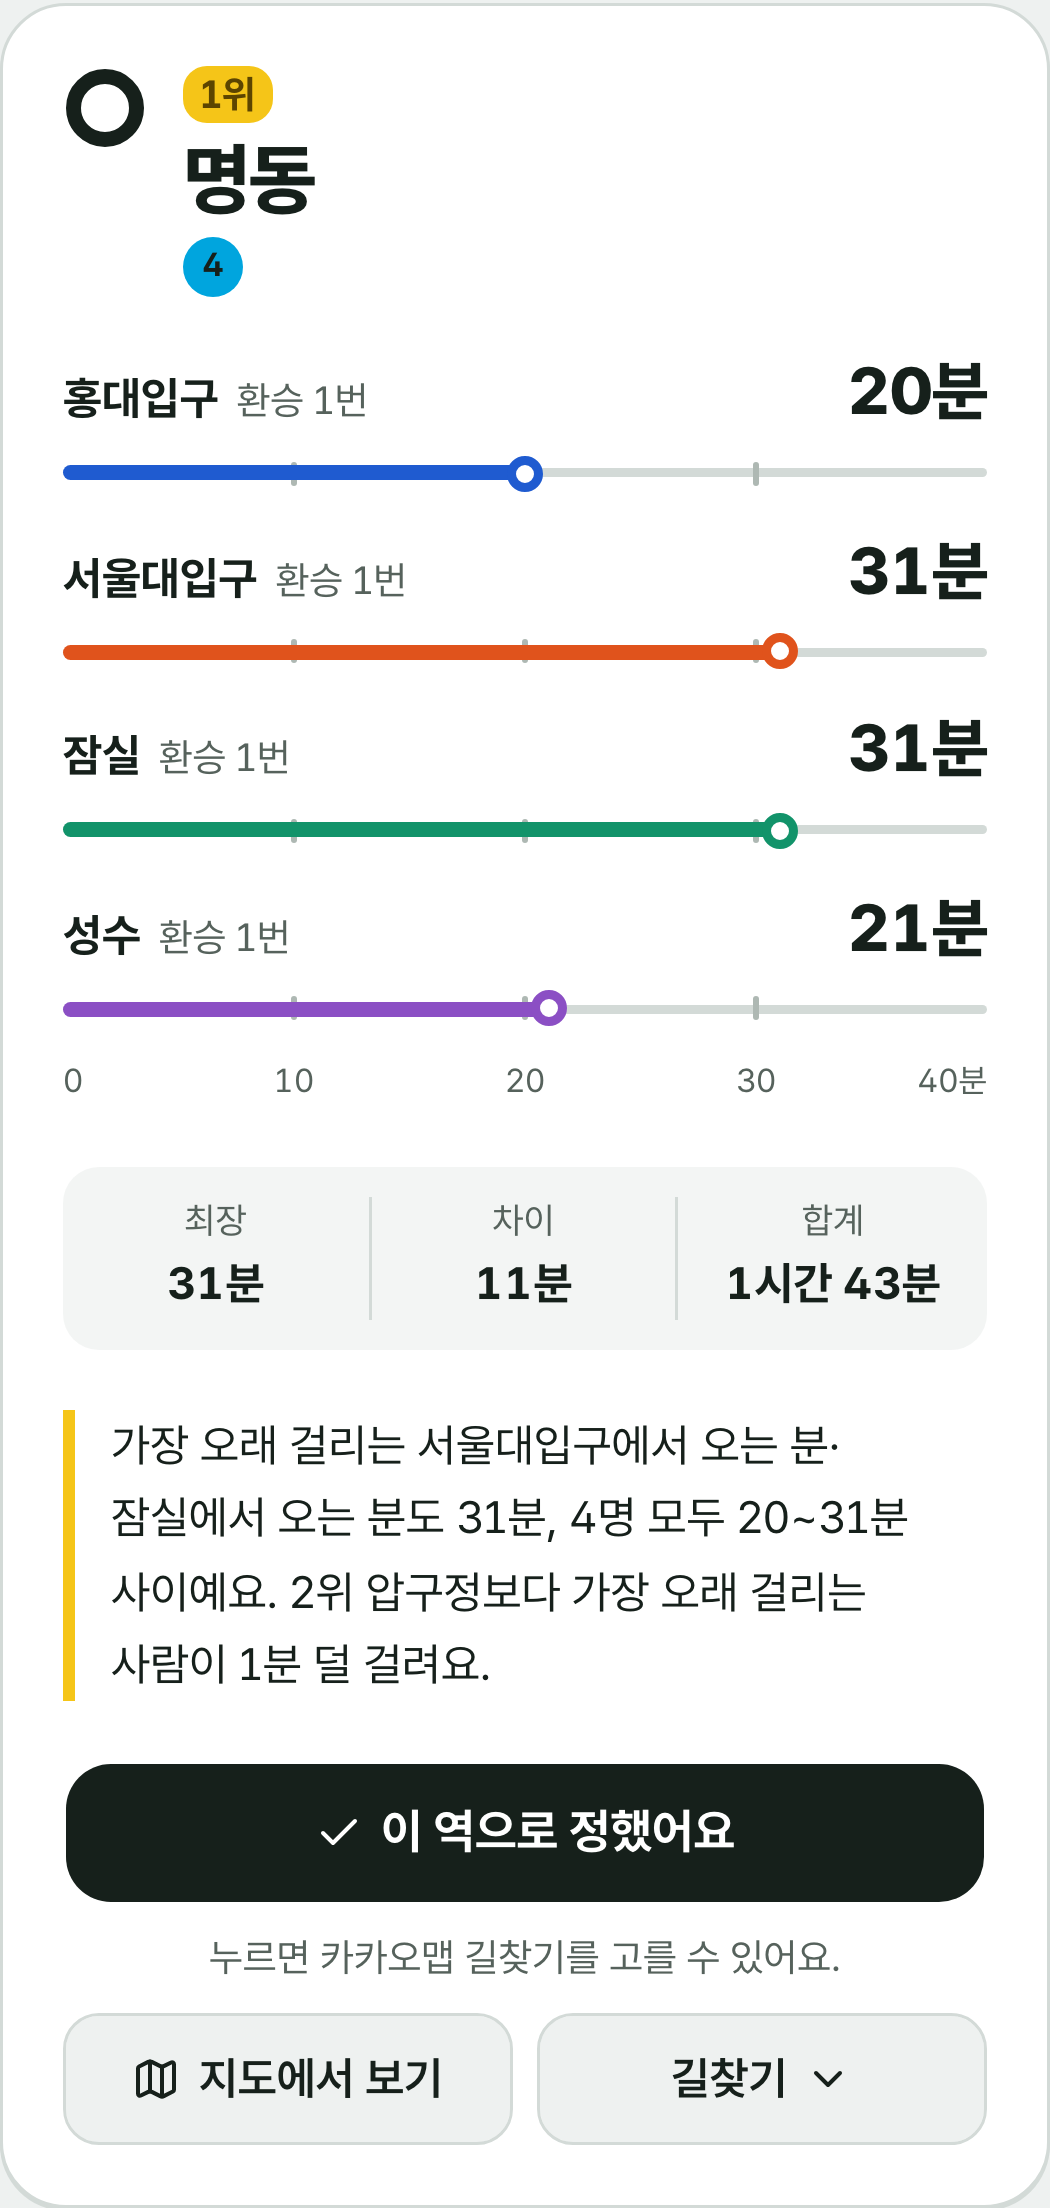 1위
명동
4
홍대입구 환승 1번 20분
서울대입구 환승 1번 31분
잠실 환승 1번 31분
성수 환승 1번 21분
0 10 20 30 40분
최장 차이 합계
31분 11분 1시간 43분
가장 오래 걸리는 서울대입구에서 오는 분·
잠실에서 오는 분도 31분, 4명 모두 20~31분
사이예요. 2위 압구정보다 가장 오래 걸리는
사람이 1분 덜 걸려요.
이 역으로 정했어요
누르면 카카오맵 길찾기를 고를 수 있어요.
지도에서 보기 길찾기